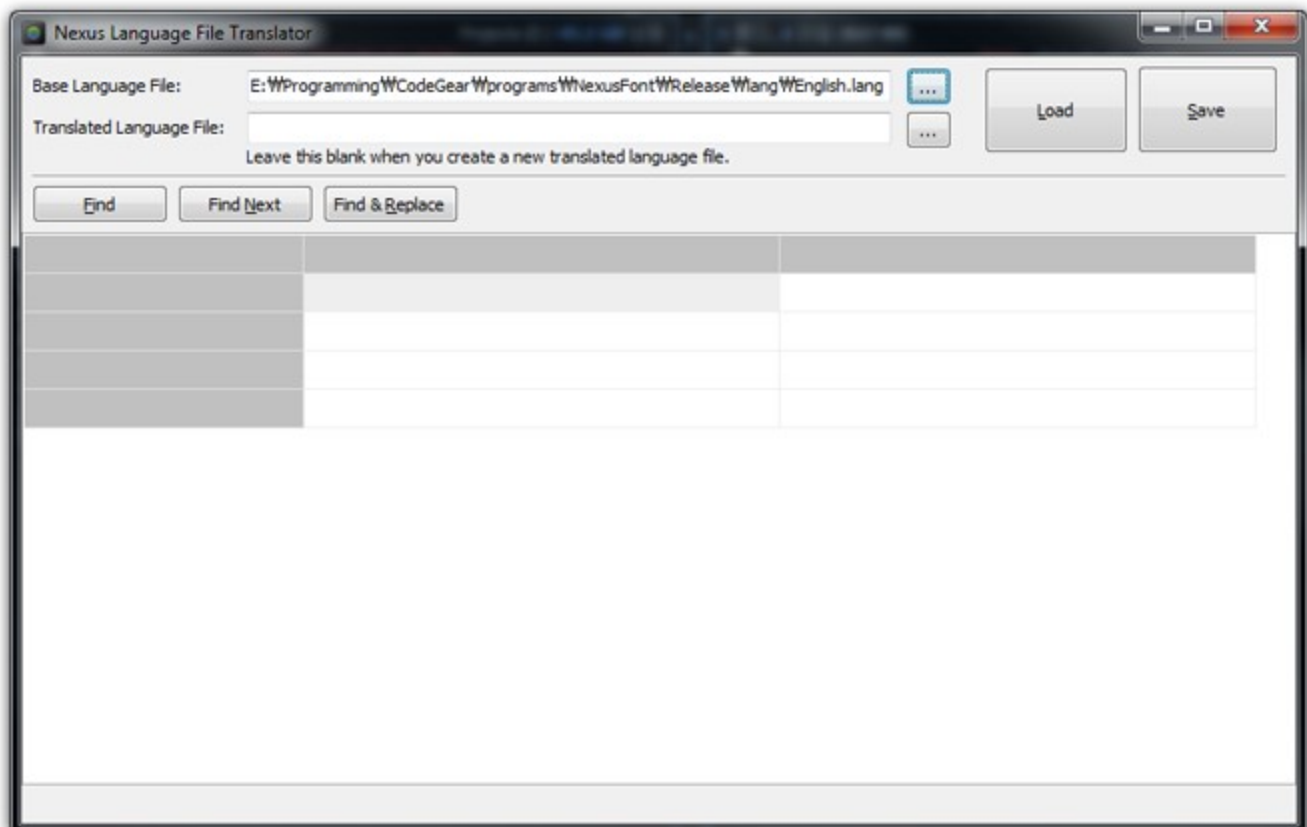 Nexus Language File Translator
Base Language File: E:₩Programming₩CodeGear₩programs₩NexusFont₩Release₩lang₩English.lang ... Load Save
Translated Language File: ...
Leave this blank when you create a new translated language file.
Find Find Next Find & Replace